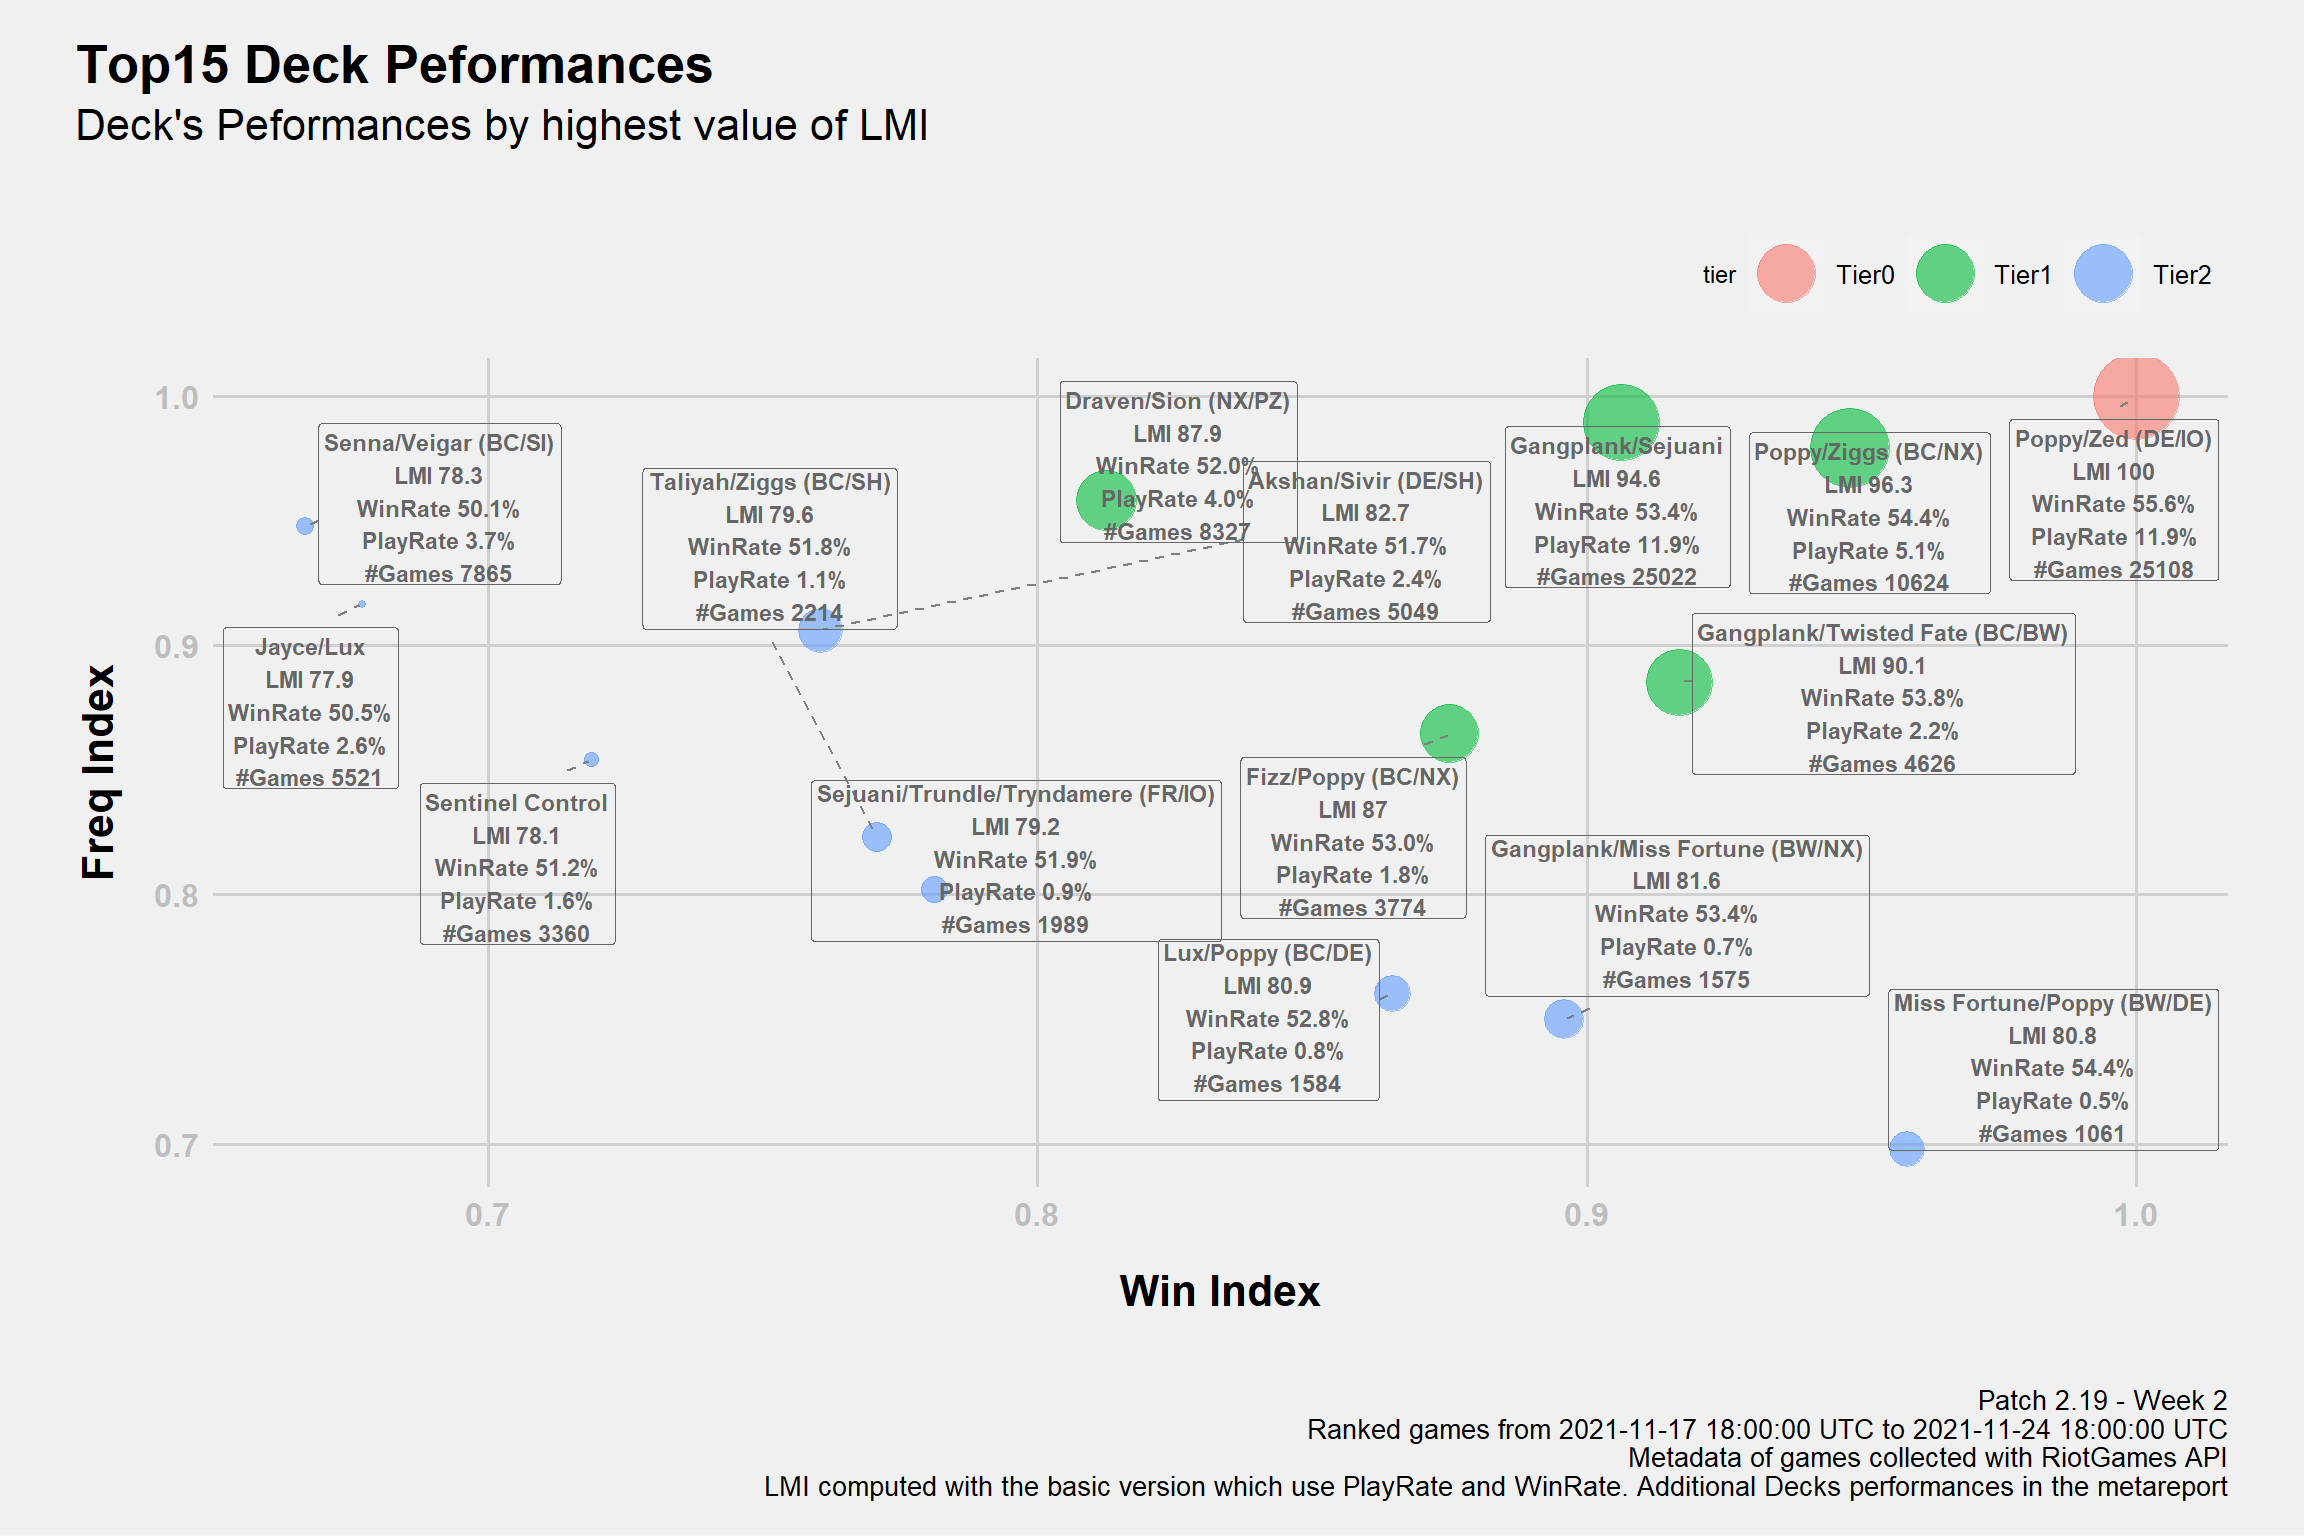 Top15 Deck Peformances
Deck's Peformances by highest value of LMI
tier
Tier0
Tier1
Tier2
Freq Index
1.0
0.9
0.8
0.7
Senna/Veigar (BC/SI)
LMI 78.3
WinRate 50.1%
PlayRate 3.7%
#Games 7865
Jayce/Lux
LMI 77.9
WinRate 50.5%
PlayRate 2.6%
#Games 5521
Sentinel Control
LMI 78.1
WinRate 51.2%
PlayRate 1.6%
#Games 3360
Taliyah/Ziggs (BC/SH)
LMI 79.6
WinRate 51.8%
PlayRate 1.1%
#Games 2214
Sejuani/Trundle/Tryndamere (FR/IO)
LMI 79.2
WinRate 51.9%
PlayRate 0.9%
#Games 1989
Draven/Sion (NX/PZ)
LMI 87.9
WinRate 52.0%
PlayRate 4.0%
#Games 8327
Akshan/Sivir (DE/SH)
LMI 82.7
WinRate 51.7%
PlayRate 2.4%
#Games 5049
Gangplank/Sejuani
LMI 94.6
WinRate 53.4%
PlayRate 11.9%
#Games 25022
Poppy/Ziggs (BC/NX)
LMI 96.3
WinRate 54.4%
PlayRate 5.1%
#Games 10624
Poppy/Zed (DE/IO)
LMI 100
WinRate 55.6%
PlayRate 11.9%
#Games 25108
Gangplank/Twisted Fate (BC/BW)
LMI 90.1
WinRate 53.8%
PlayRate 2.2%
#Games 4626
Fizz/Poppy (BC/NX)
LMI 87
WinRate 53.0%
PlayRate 1.8%
#Games 3774
Gangplank/Miss Fortune (BW/NX)
LMI 81.6
WinRate 53.4%
PlayRate 0.7%
#Games 1575
Lux/Poppy (BC/DE)
LMI 80.9
WinRate 52.8%
PlayRate 0.8%
#Games 1584
Miss Fortune/Poppy (BW/DE)
LMI 80.8
WinRate 54.4%
PlayRate 0.5%
#Games 1061
0.7
0.8
0.9
1.0
Win Index
Patch 2.19 - Week 2
Ranked games from 2021-11-17 18:00:00 UTC to 2021-11-24 18:00:00 UTC
Metadata of games collected with RiotGames API
LMI computed with the basic version which use PlayRate and WinRate. Additional Decks performances in the metareport